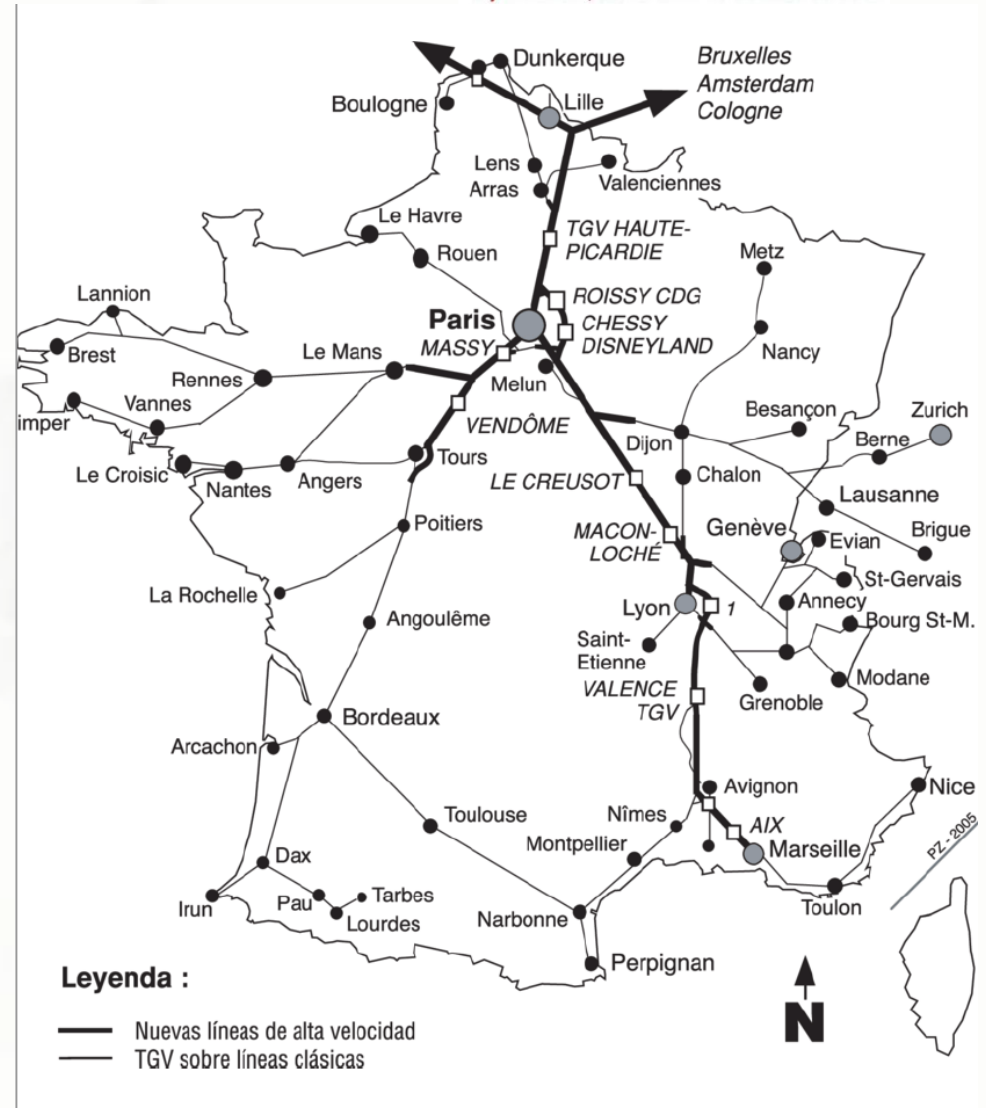 Dunkerque
Bruxelles
Amsterdam
Cologne
Boulogne
Lille
Lens
Arras
Valenciennes
Le Havre
TGV HAUTE-
PICARDIE
Rouen
Metz
Lannion
ROISSY CDG
Paris
CHESSY
DISNEYLAND
MASSY
Brest
Le Mans
Nancy
Melun
Rennes
Vannes
imper
VENDÔME
Besançon
Zurich
Dijon
Berne
Le Croisic
Nantes
Angers
Tours
LE CREUSOT
Chalon
Lausanne
Poitiers
MACON-
LOCHÉ
Genève
Evian
Brigue
St-Gervais
La Rochelle
Annecy
Lyon
1
Bourg St-M.
Angoulême
Saint-
Etienne
Modane
VALENCE
TGV
Grenoble
Bordeaux
Arcachon
Avignon
Nice
Toulouse
Nîmes
AIX
Montpellier
Marseille
PZ - 2005
Dax
Irun
Pau
Tarbes
Lourdes
Narbonne
Toulon
Perpignan
Leyenda :
N
Nuevas líneas de alta velocidad
TGV sobre líneas clásicas